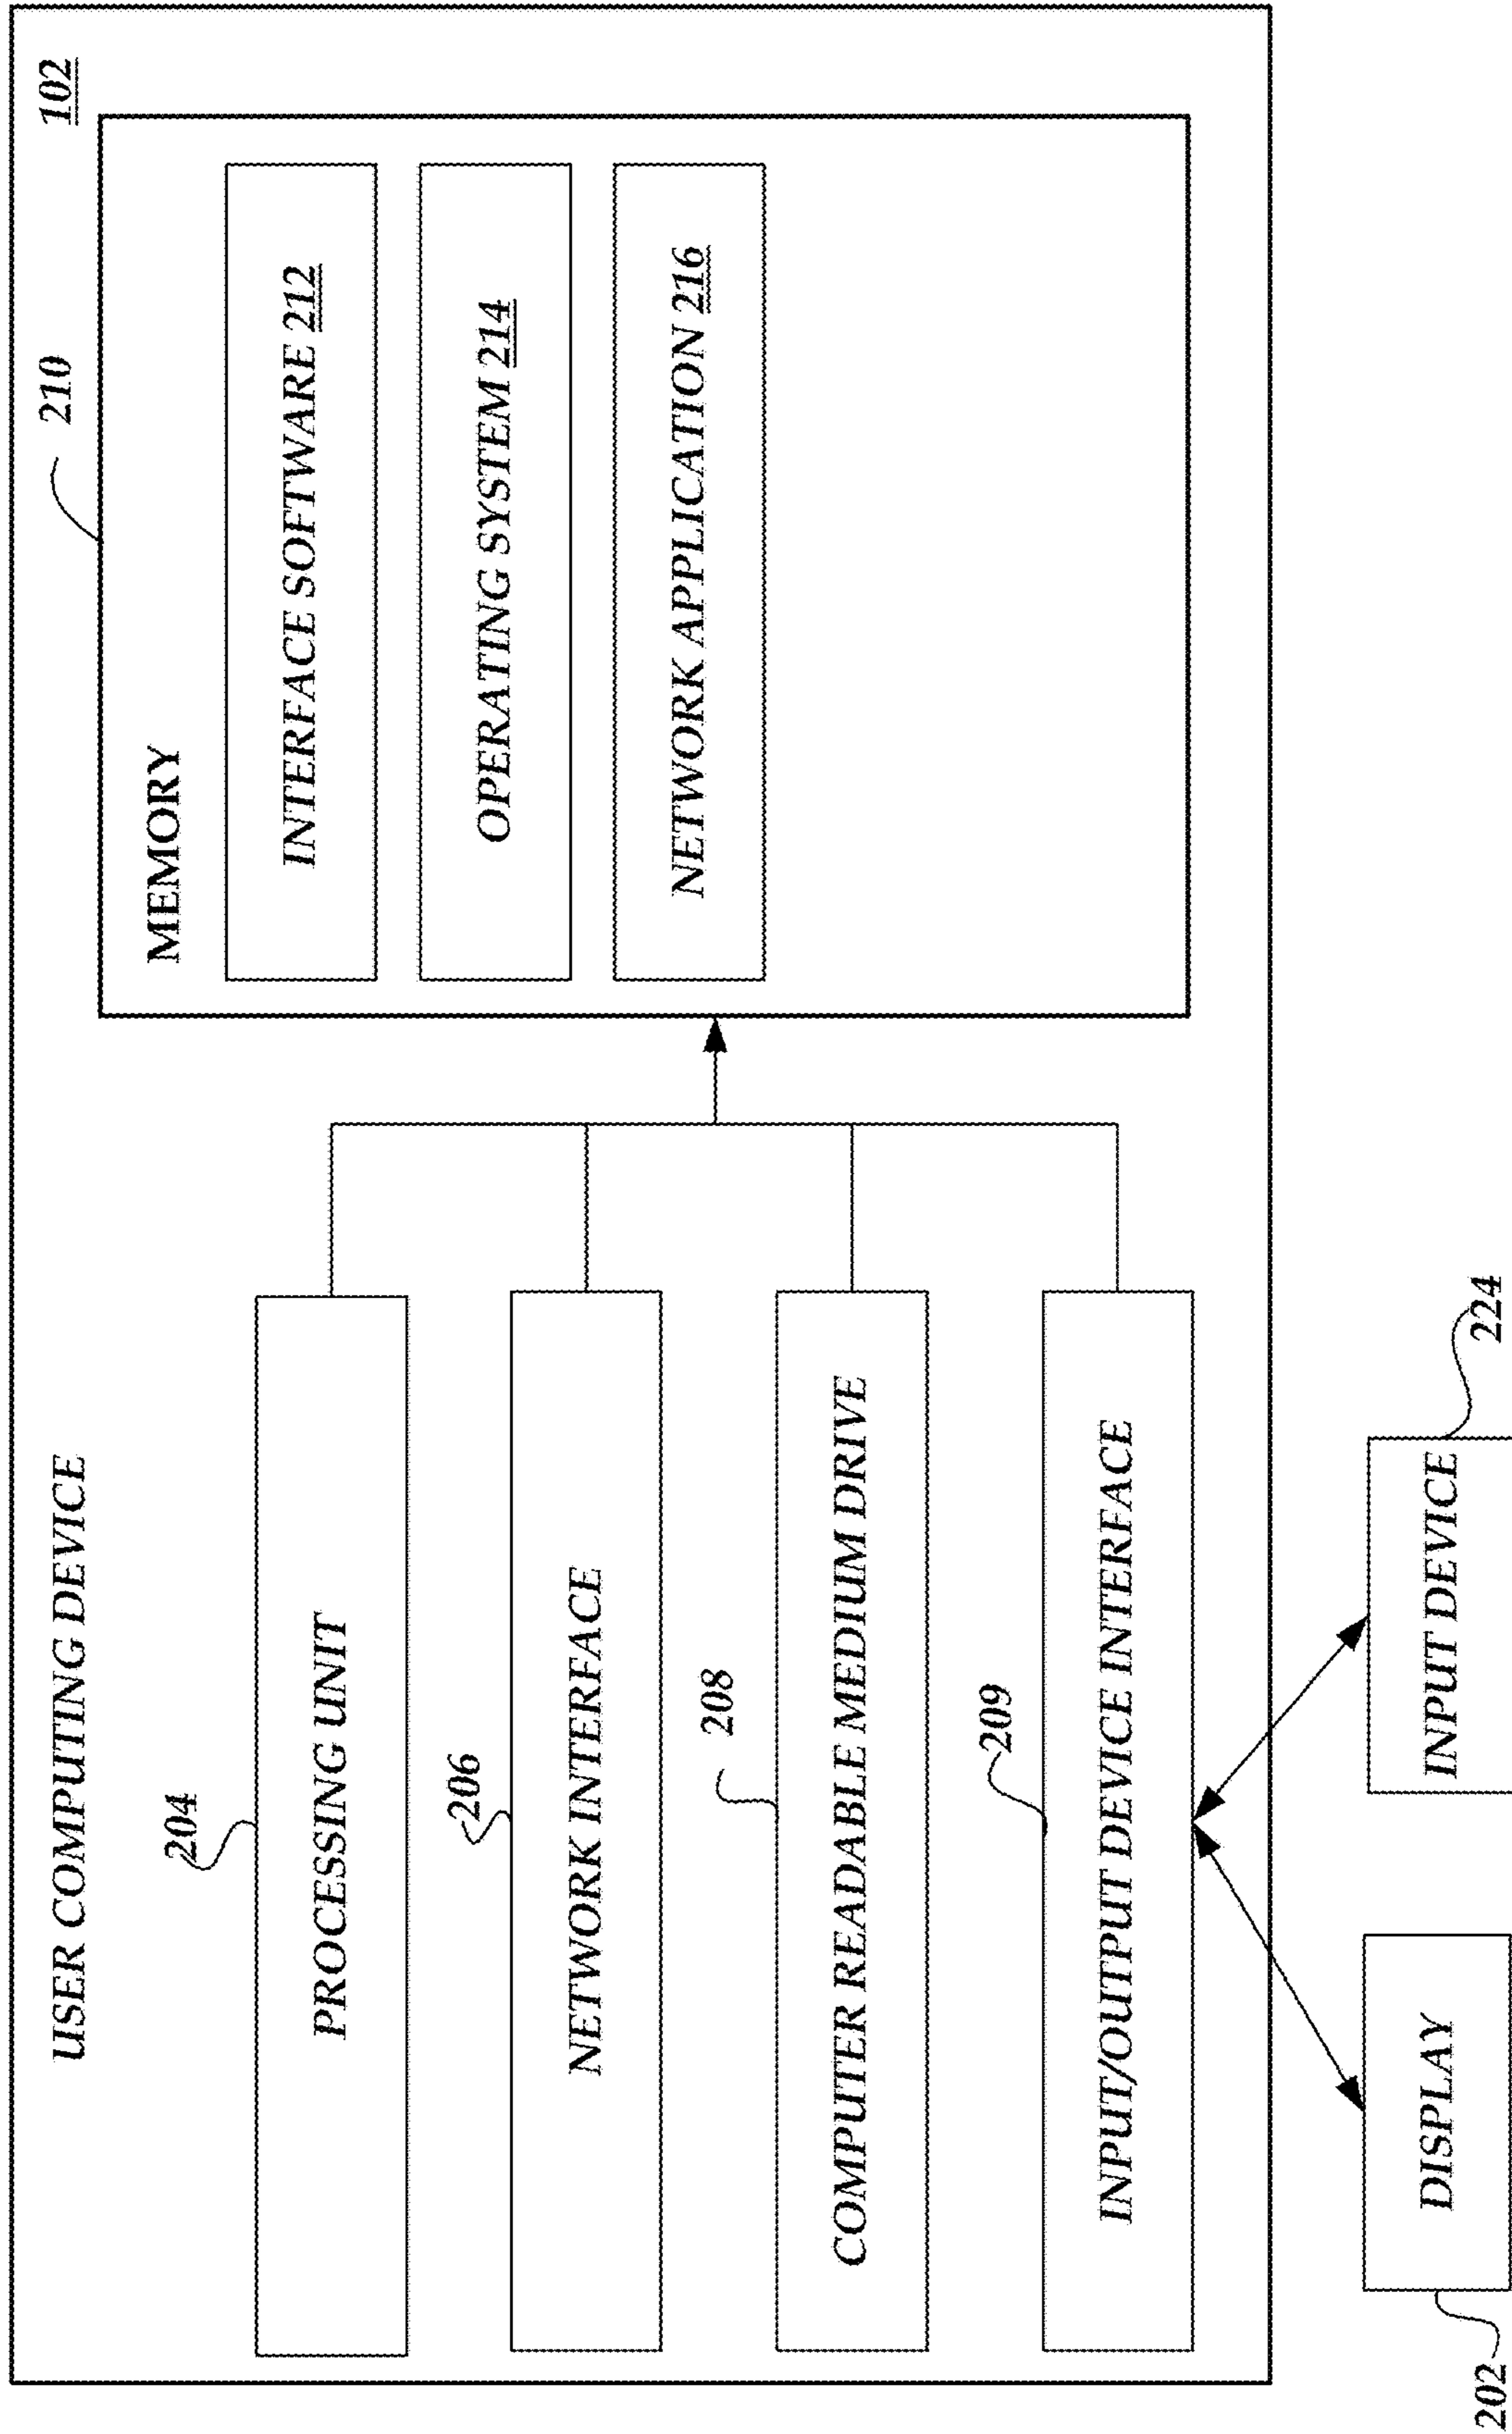 USER COMPUTING DEVICE
102
204
PROCESSING UNIT
206
NETWORK INTERFACE
208
COMPUTER READABLE MEDIUM DRIVE
209
INPUT/OUTPUT DEVICE INTERFACE
210
MEMORY
INTERFACE SOFTWARE 212
OPERATING SYSTEM 214
NETWORK APPLICATION 216
202
DISPLAY
INPUT DEVICE
224